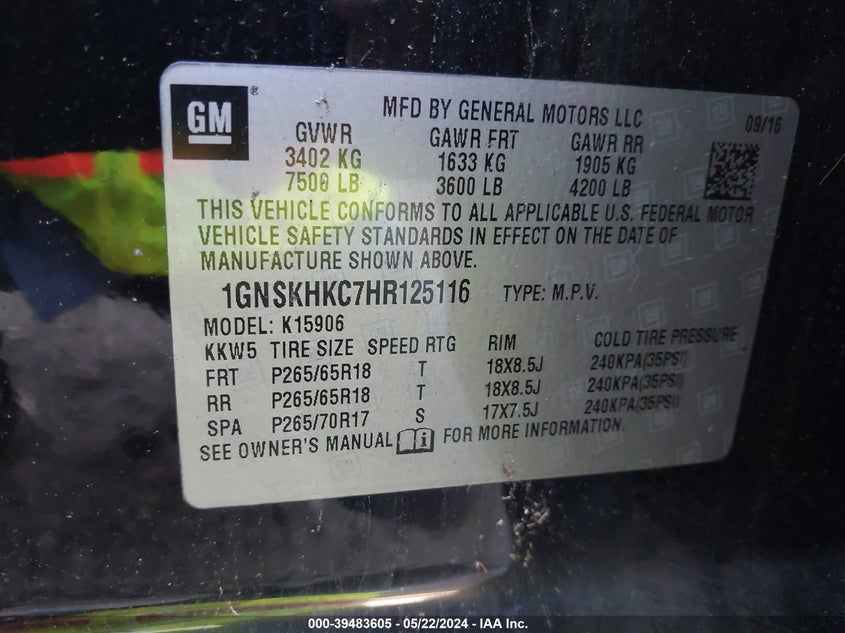 GM ®
MFD BY GENERAL MOTORS LLC
09/16
GVWR GAWR FRT GAWR RR
3402 KG 1633 KG 1905 KG
7500 LB 3600 LB 4200 LB
THIS VEHICLE CONFORMS TO ALL APPLICABLE U.S. FEDERAL MOTOR
VEHICLE SAFETY STANDARDS IN EFFECT ON THE DATE OF
MANUFACTURE SHOWN ABOVE.
1GNSKHKC7HR125116 TYPE: M.P.V.
MODEL: K15906
KKW5 TIRE SIZE SPEED RTG RIM COLD TIRE PRESSURE
FRT P265/65R18 T 18X8.5J 240KPA(35PSI)
RR P265/65R18 T 18X8.5J 240KPA(35PSI)
SPA P265/70R17 S 17X7.5J 240KPA(35PSI)
SEE OWNER'S MANUAL i FOR MORE INFORMATION.
000-39483605 - 05/22/2024 - IAA Inc.